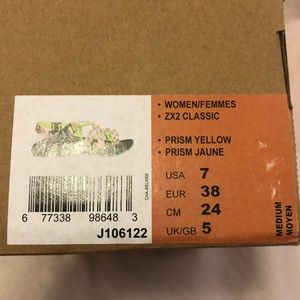 • WOMEN/FEMMES
• ZX2 CLASSIC
• PRISM YELLOW
• PRISM JAUNE
USA 7
EUR 38
CM 24
UK/GB 5
MEDIUM
MOYEN
6 77338 98648 3
J106122